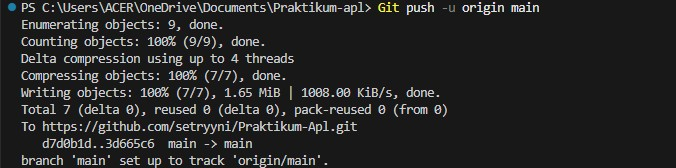 PS C:\Users\ACER\OneDrive\Documents\Praktikum-apl> Git push -u origin main
Enumerating objects: 9, done.
Counting objects: 100% (9/9), done.
Delta compression using up to 4 threads
Compressing objects: 100% (7/7), done.
Writing objects: 100% (7/7), 1.65 MiB | 1008.00 KiB/s, done.
Total 7 (delta 0), reused 0 (delta 0), pack-reused 0 (from 0)
To https://github.com/setryyni/Praktikum-Apl.git
   d7d0b1d..3d665c6  main -> main
branch 'main' set up to track 'origin/main'.